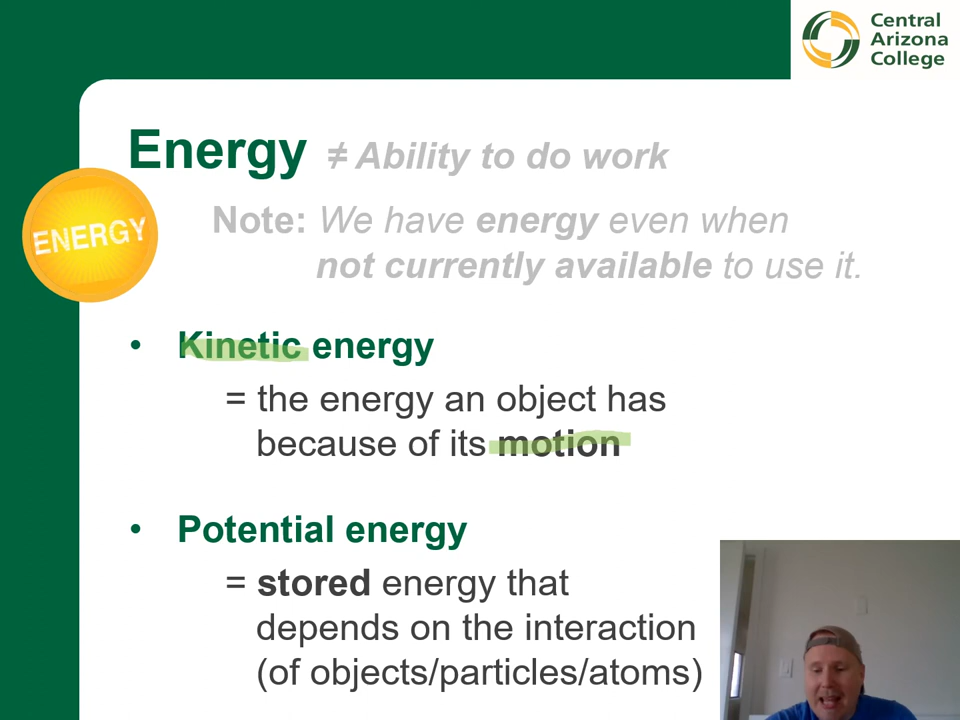 Central
Arizona
College
Energy ≠ Ability to do work
ENERGY
Note: We have energy even when
not currently available to use it.
• Kinetic energy
= the energy an object has
because of its motion
• Potential energy
= stored energy that
depends on the interaction
(of objects/particles/atoms)